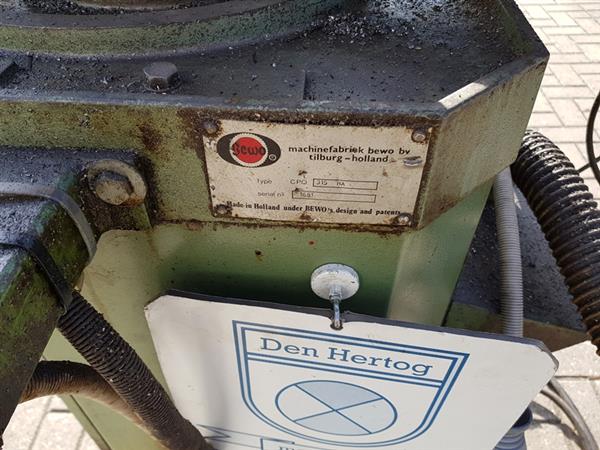 Bewo
machinefabriek bewo bv
tilburg-holland
type CPO 315 HA
serial nr.
Made in Holland under BEWO's design and patents
Den Hertog